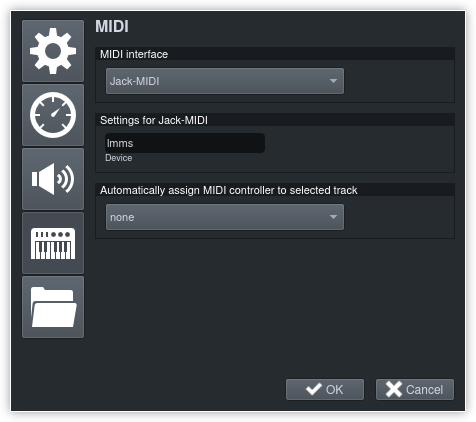 MIDI
MIDI interface
Jack-MIDI
Settings for Jack-MIDI
lmms
Device
Automatically assign MIDI controller to selected track
none
OK
Cancel